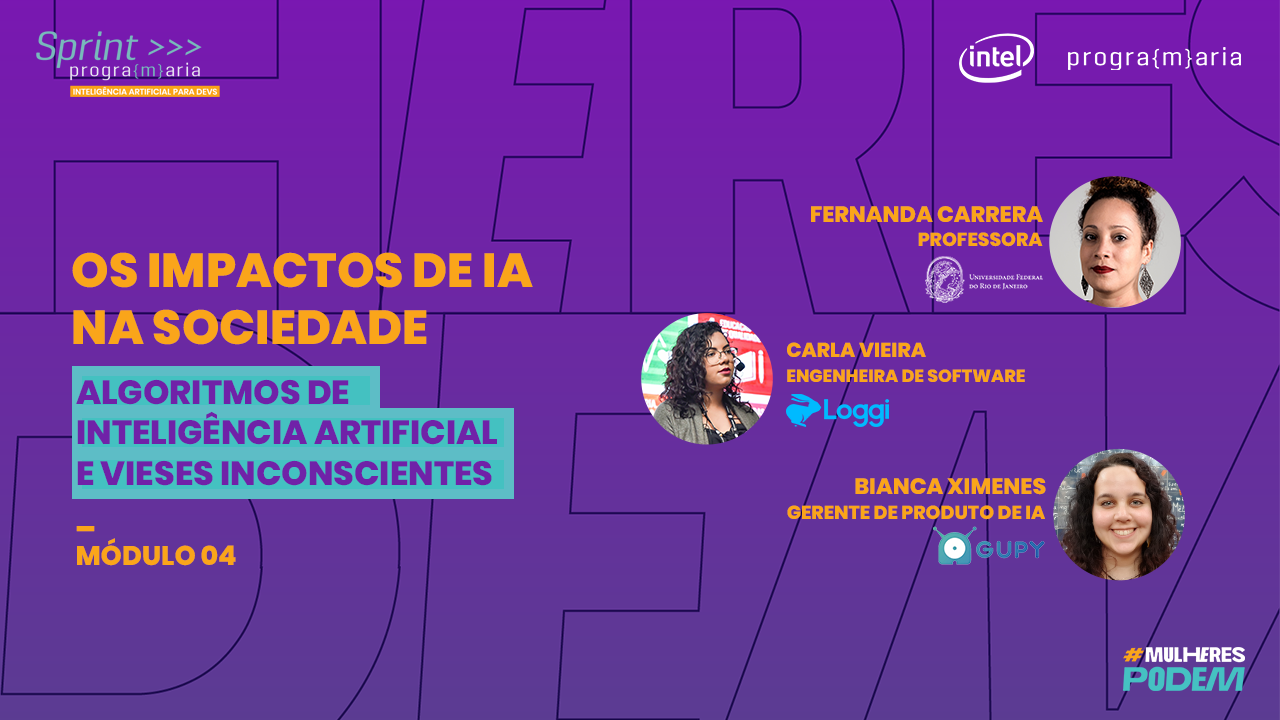 Sprint >>>
progra{m}aria
INTELIGÊNCIA ARTIFICIAL PARA DEVS
intel
progra{m}aria
OS IMPACTOS DE IA
NA SOCIEDADE
ALGORITMOS DE
INTELIGÊNCIA ARTIFICIAL
E VIESES INCONSCIENTES
–
MÓDULO 04
FERNANDA CARRERA
PROFESSORA
UNIVERSIDADE FEDERAL
DO RIO DE JANEIRO
CARLA VIEIRA
ENGENHEIRA DE SOFTWARE
Loggi
BIANCA XIMENES
GERENTE DE PRODUTO DE IA
GUPY
#MULHERES
PODEM